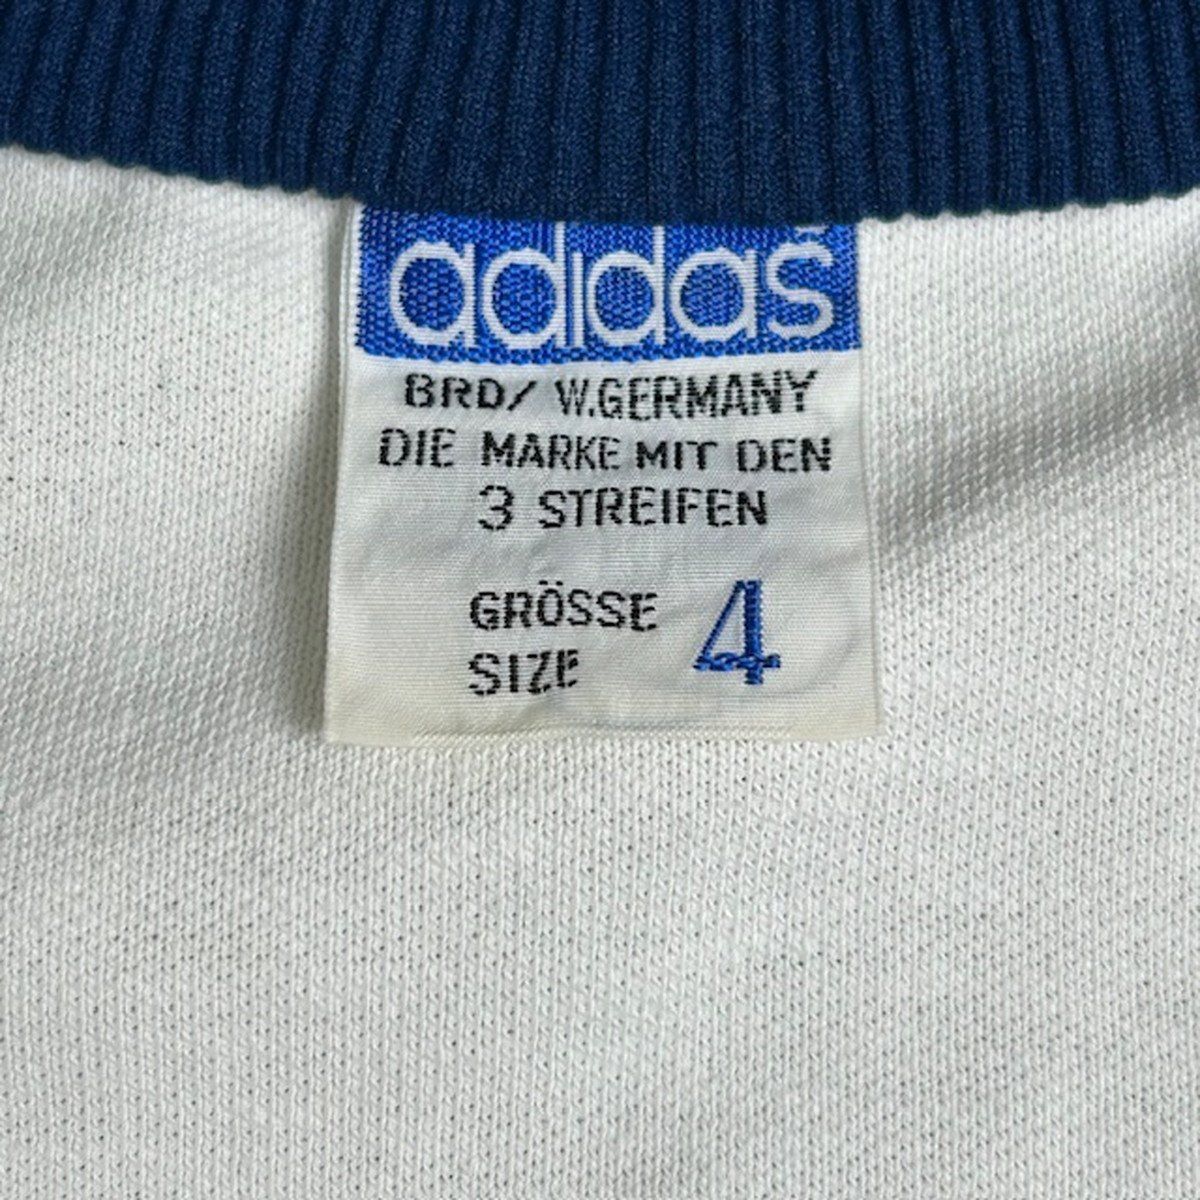 adidas
BRD/ W.GERMANY
DIE MARKE MIT DEN
3 STREIFEN
GRÖSSE 4
SIZE